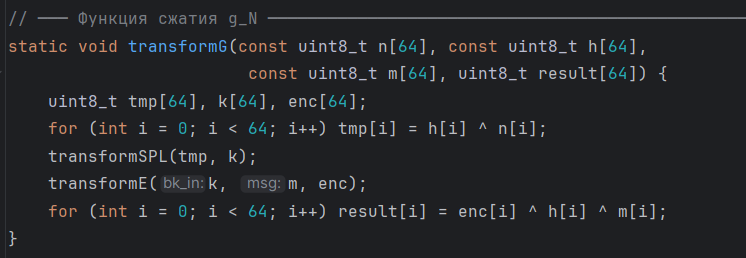 // —— Функция сжатия g_N ——————————————————————————————
static void transformG(const uint8_t n[64], const uint8_t h[64],
const uint8_t m[64], uint8_t result[64]) {
uint8_t tmp[64], k[64], enc[64];
for (int i = 0; i < 64; i++) tmp[i] = h[i] ^ n[i];
transformSPL(tmp, k);
transformE( bk_in: k, msg: m, enc);
for (int i = 0; i < 64; i++) result[i] = enc[i] ^ h[i] ^ m[i];
}